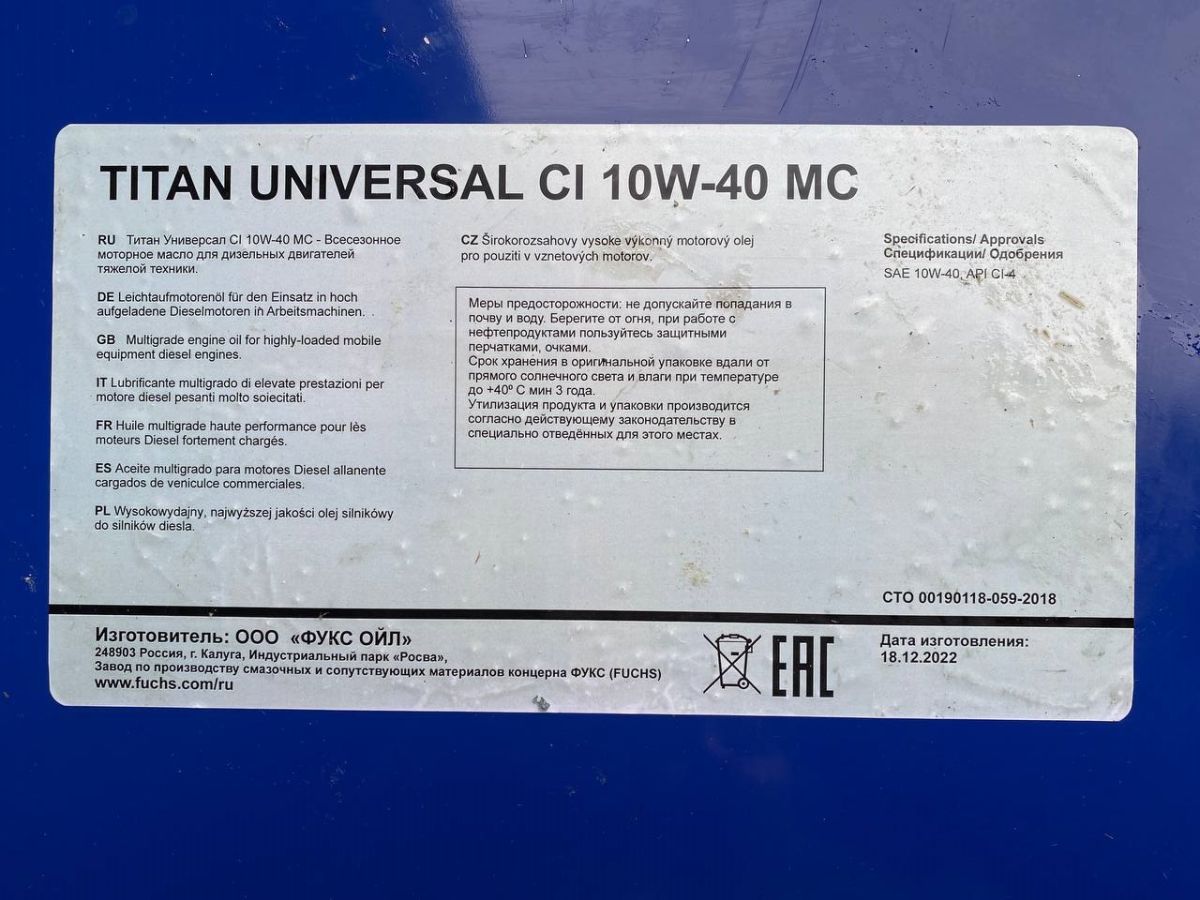 TITAN UNIVERSAL CI 10W-40 MC
RU Титан Универсал CI 10W-40 MC - Всесезонное
моторное масло для дизельных двигателей
тяжелой техники.
DE Leichtaufmotorenöl für den Einsatz in hoch
aufgeladene Dieselmotoren in Arbeitsmachinen.
GB Multigrade engine oil for highly-loaded mobile
equipment diesel engines.
IT Lubrificante multigrado di elevate prestazioni per
motore diesel pesanti molto soiecitati.
FR Huile multigrade haute performance pour lès
moteurs Diesel fortement chargés.
ES Aceite multigrado para motores Diesel allanente
cargados de veniculce commerciales.
PL Wysokowydajny, najwyższej jakości olej silnikówy
do silników diesla.
CZ Širokorozsahovy vysoke výkonný motorový olej
pro pouziti v vznetových motorov.
Меры предосторожности: не допускайте попадания в
почву и воду. Берегите от огня, при работе с
нефтепродуктами пользуйтесь защитными
перчатками, очками.
Срок хранения в оригинальной упаковке вдали от
прямого солнечного света и влаги при температуре
до +40º С мин 3 года.
Утилизация продукта и упаковки производится
согласно действующему законодательству в
специально отведённых для этого местах.
Specifications/ Approvals
Спецификации/ Одобрения
SAE 10W-40, API CI-4
СТО 00190118-059-2018
Изготовитель: ООО «ФУКС ОЙЛ»
248903 Россия, г. Калуга, Индустриальный парк «Росва»,
Завод по производству смазочных и сопутствующих материалов концерна ФУКС (FUCHS)
www.fuchs.com/ru
EAC
Дата изготовления:
18.12.2022